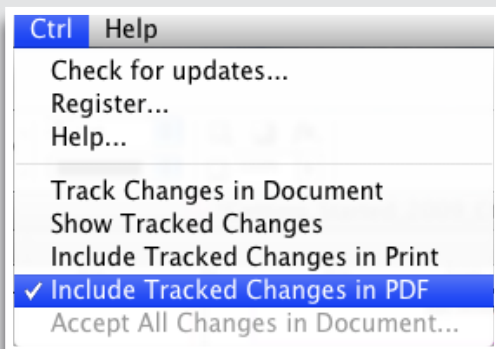 Ctrl Help
Check for updates...
Register...
Help...
Track Changes in Document
Show Tracked Changes
Include Tracked Changes in Print
✓ Include Tracked Changes in PDF
Accept All Changes in Document...